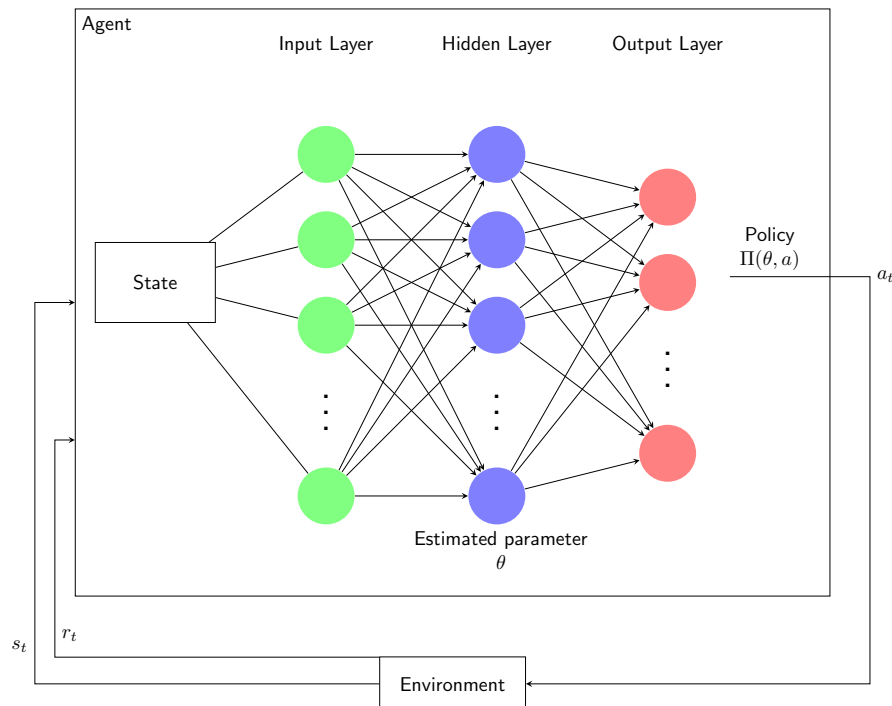 Agent
Input Layer
Hidden Layer
Output Layer
State
Policy
Π(θ, a)
a_t
Estimated parameter
θ
s_t
r_t
Environment